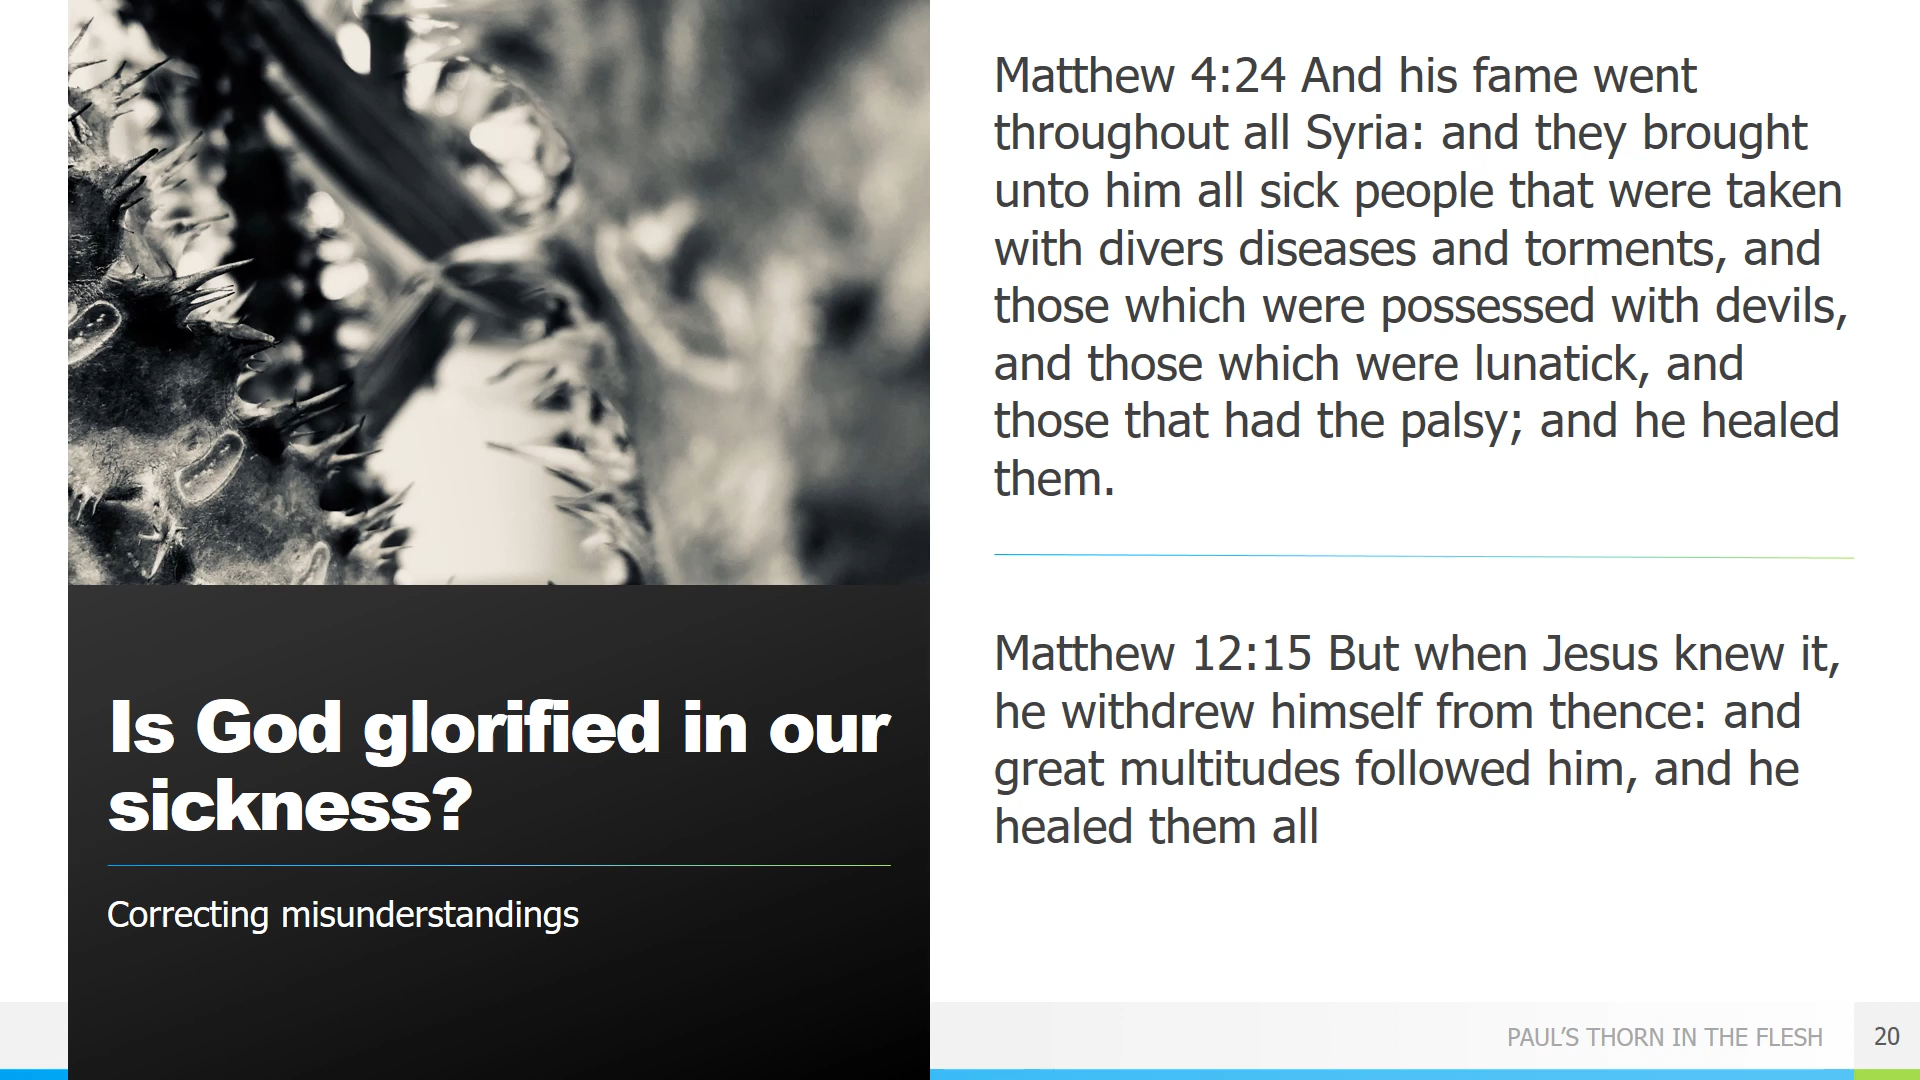 Is God glorified in our
sickness?
Correcting misunderstandings
Matthew 4:24 And his fame went
throughout all Syria: and they brought
unto him all sick people that were taken
with divers diseases and torments, and
those which were possessed with devils,
and those which were lunatick, and
those that had the palsy; and he healed
them.
Matthew 12:15 But when Jesus knew it,
he withdrew himself from thence: and
great multitudes followed him, and he
healed them all
PAUL’S THORN IN THE FLESH
20